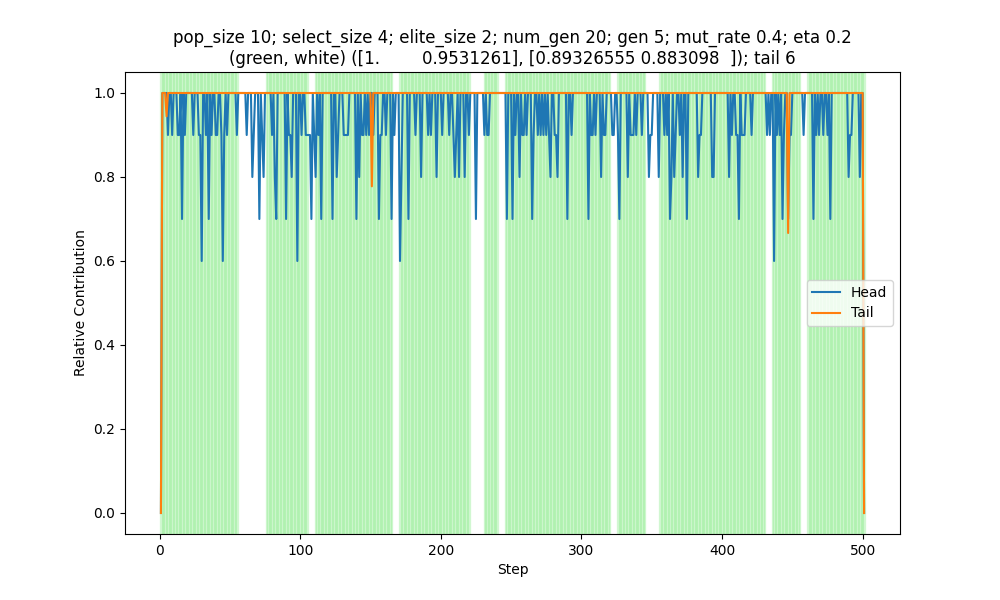 pop_size 10; select_size 4; elite_size 2; num_gen 20; gen 5; mut_rate 0.4; eta 0.2
(green, white) ([1.        0.9531261], [0.89326555 0.883098  ]); tail 6
1.0
0.8
0.6
0.4
0.2
0.0
Relative Contribution
Head
Tail
0 100 200 300 400 500
Step